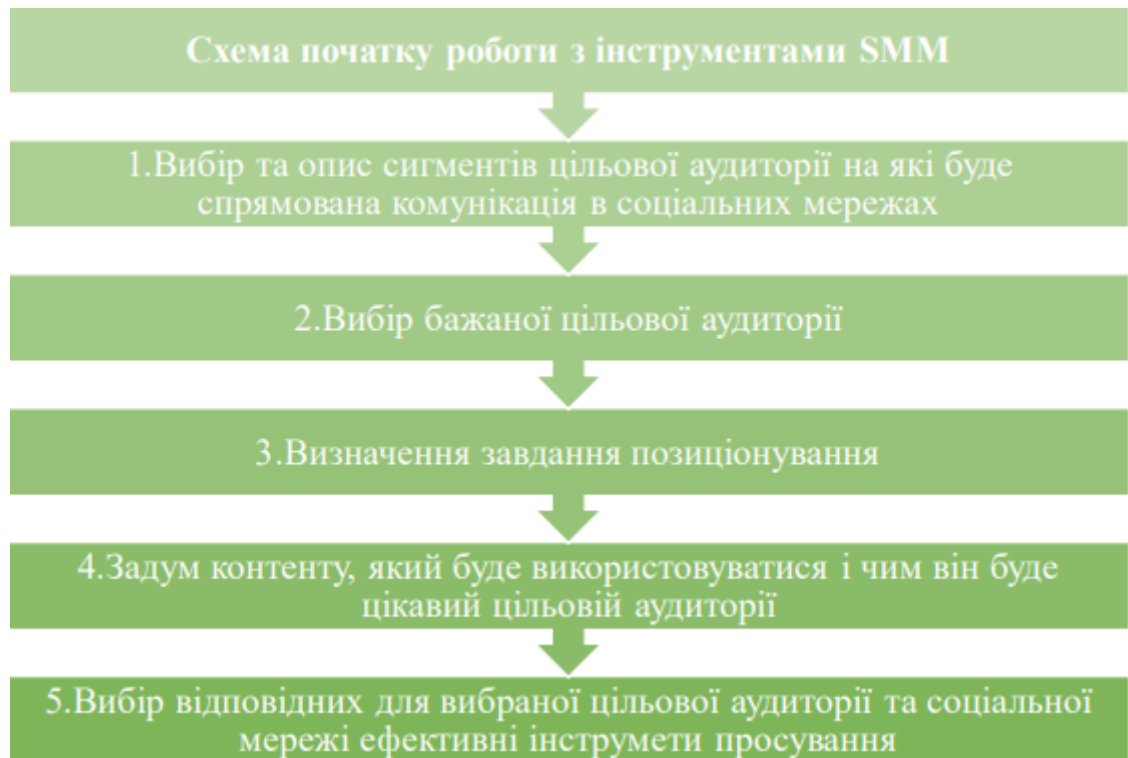 Схема початку роботи з інструментами SMM
1.Вибір та опис сигментів цільової аудиторії на які буде
спрямована комунікація в соціальних мережах
2.Вибір бажаної цільової аудиторії
3.Визначення завдання позиціонування
4.Задум контенту, який буде використовуватися і чим він буде
цікавий цільовій аудиторії
5.Вибір відповідних для вибраної цільової аудиторії та соціальної
мережі ефективні інструмети просування